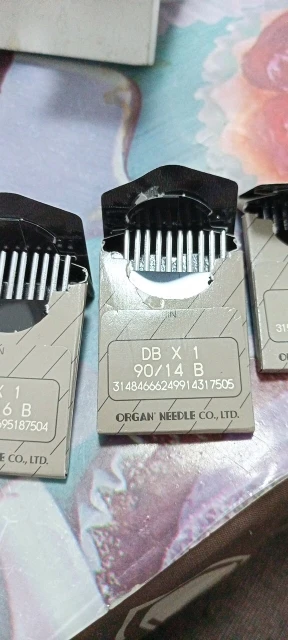 X 1
6 B
95187504
E CO., LTD.
DB X 1
90/14 B
31484666249914317505
ORGAN NEEDLE CO., LTD.